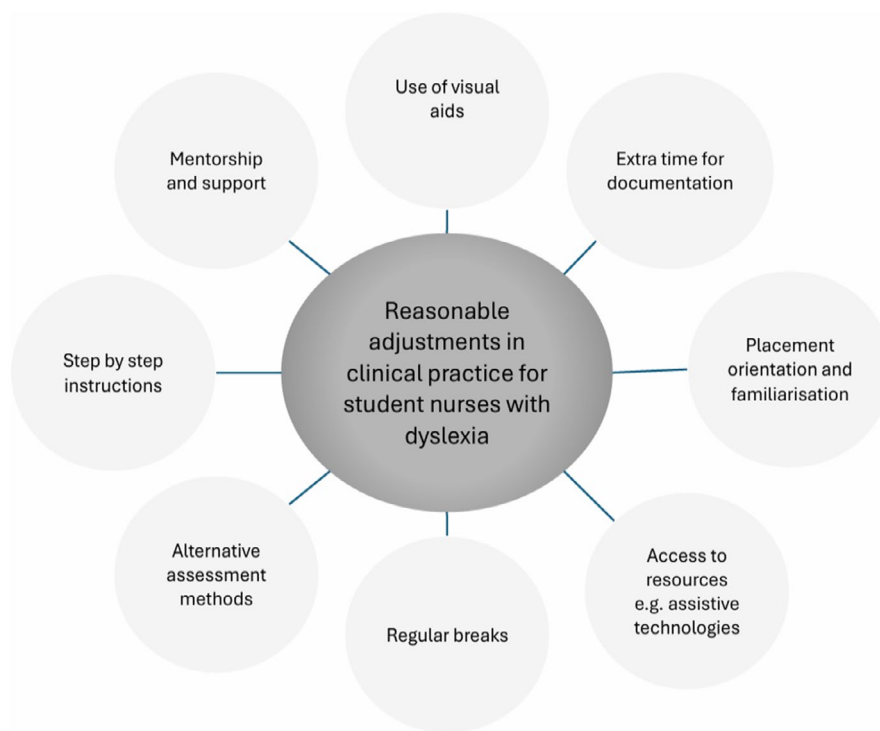 Use of visual
aids
Mentorship
and support
Extra time for
documentation
Reasonable
adjustments in
clinical practice for
student nurses with
dyslexia
Step by step
instructions
Placement
orientation and
familiarisation
Alternative
assessment
methods
Regular breaks
Access to
resources
e.g. assistive
technologies